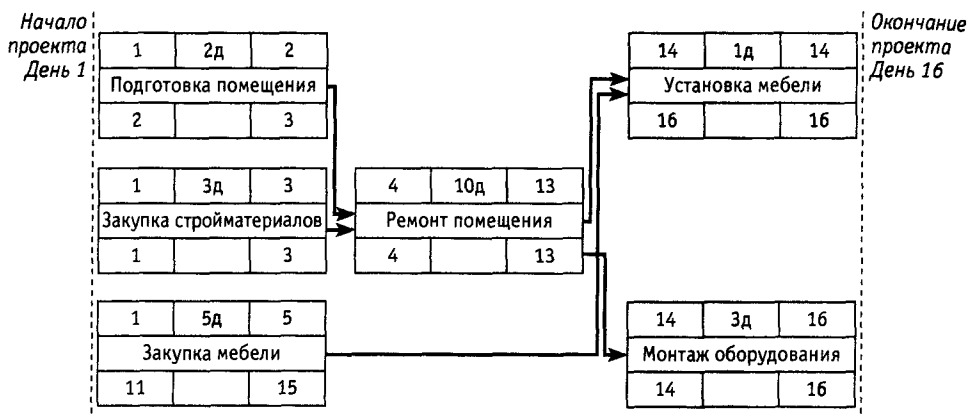 Начало
проекта
День 1
1 2д 2
Подготовка помещения
2 3
1 3д 3
Закупка стройматериалов
1 3
1 5д 5
Закупка мебели
11 15
4 10д 13
Ремонт помещения
4 13
14 1д 14
Установка мебели
16 16
14 3д 16
Монтаж оборудования
14 16
Окончание
проекта
День 16